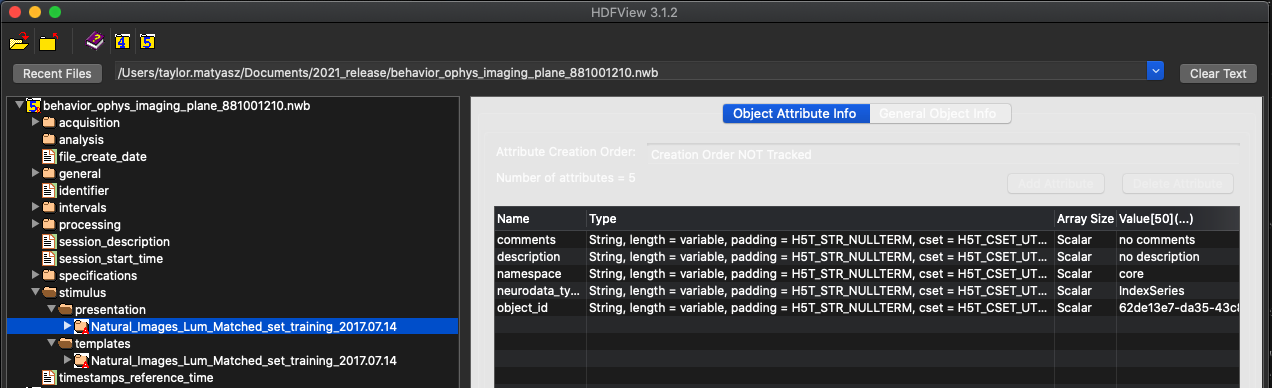 HDFView 3.1.2
4 5
Recent Files /Users/taylor.matyasz/Documents/2021_release/behavior_ophys_imaging_plane_881001210.nwb Clear Text
5 behavior_ophys_imaging_plane_881001210.nwb
acquisition
analysis
file_create_date
general
identifier
intervals
processing
session_description
session_start_time
specifications
stimulus
presentation
Natural_Images_Lum_Matched_set_training_2017.07.14
templates
Natural_Images_Lum_Matched_set_training_2017.07.14
timestamps_reference_time
Object Attribute Info General Object Info
Attribute Creation Order: Creation Order NOT Tracked
Number of attributes = 5 Add Attribute Delete Attribute
Name Type Array Size Value[50](...)
comments String, length = variable, padding = H5T_STR_NULLTERM, cset = H5T_CSET_UT... Scalar no comments
description String, length = variable, padding = H5T_STR_NULLTERM, cset = H5T_CSET_UT... Scalar no description
namespace String, length = variable, padding = H5T_STR_NULLTERM, cset = H5T_CSET_UT... Scalar core
neurodata_ty... String, length = variable, padding = H5T_STR_NULLTERM, cset = H5T_CSET_UT... Scalar IndexSeries
object_id String, length = variable, padding = H5T_STR_NULLTERM, cset = H5T_CSET_UT... Scalar 62de13e7-da35-43c8